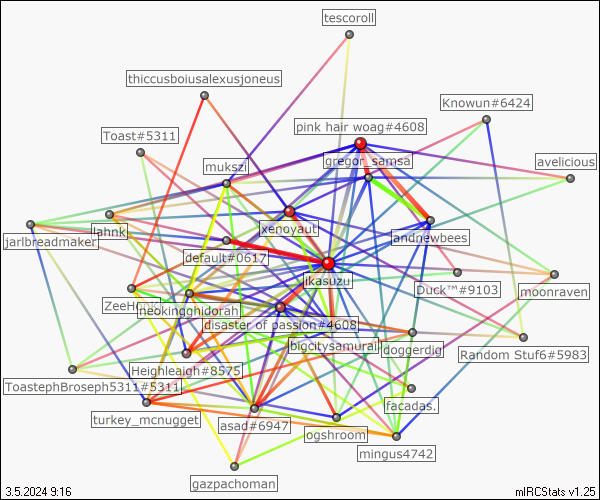 tescoroll
thiccusboiusalexusjoneus
Knowun#6424
pink hair woag#4608
Toast#5311
gregor_samsa
mukszi
avelicious
xenoyaut
lahnk
andnewbees
jarlbreadmaker
default#0617
ikasuzu
Duck™#9103
moonraven
neokingghidorah
disaster of passion#4608
bigcitysamurai
doggerdig
Random Stuf6#5983
Heighleaigh#8575
ToastephBroseph5311#5311
facadas.
turkey_mcnugget
asad#6947
ogshroom
mingus4742
gazpachoman
3.5.2024 9:16
mIRCStats v1.25